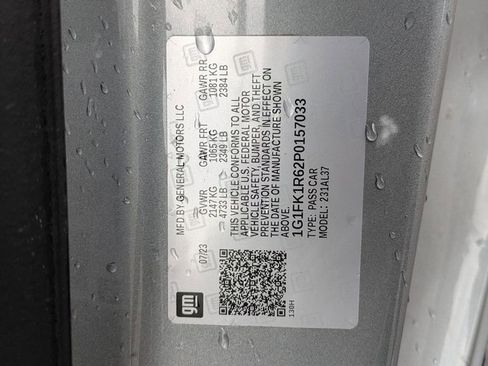 MFD BY GENERAL MOTORS LLC
07/23 GVWR GAWR FRT GAWR RR
2147 KG 1065 KG 1081 KG
4733 LB 2349 LB 2384 LB
THIS VEHICLE CONFORMS TO ALL
APPLICABLE U.S. FEDERAL MOTOR
VEHICLE SAFETY, BUMPER, AND THEFT
PREVENTION STANDARDS IN EFFECT ON
THE DATE OF MANUFACTURE SHOWN
ABOVE.
1G1FK1R62P0157033
TYPE: PASS CAR
MODEL: 231AL37
gm
130H